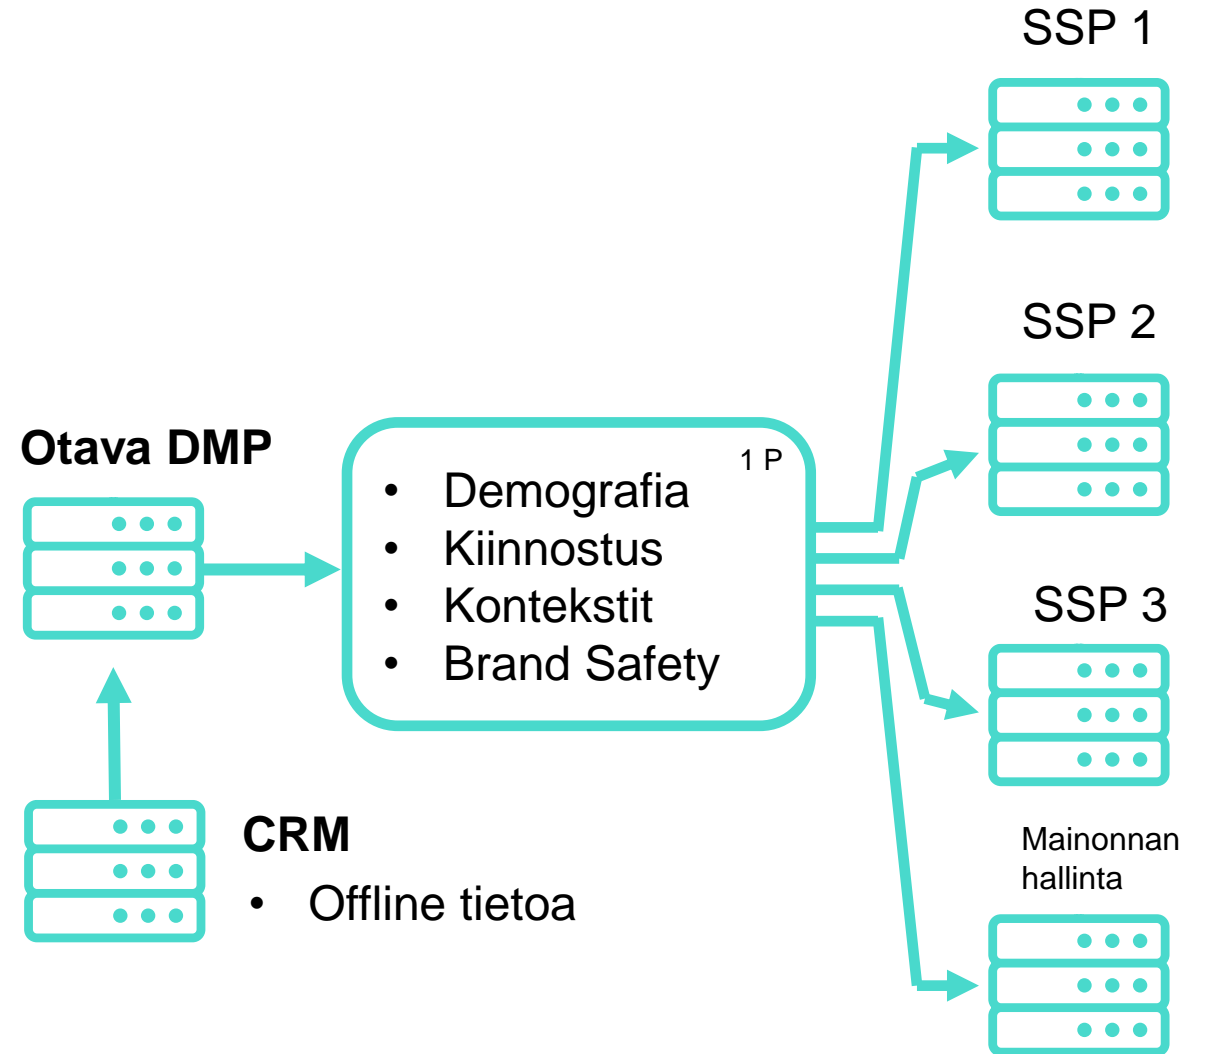 SSP 1
SSP 2
Otava DMP
1 P
• Demografia
• Kiinnostus
• Kontekstit
• Brand Safety
SSP 3
CRM
• Offline tietoa
Mainonnan
hallinta